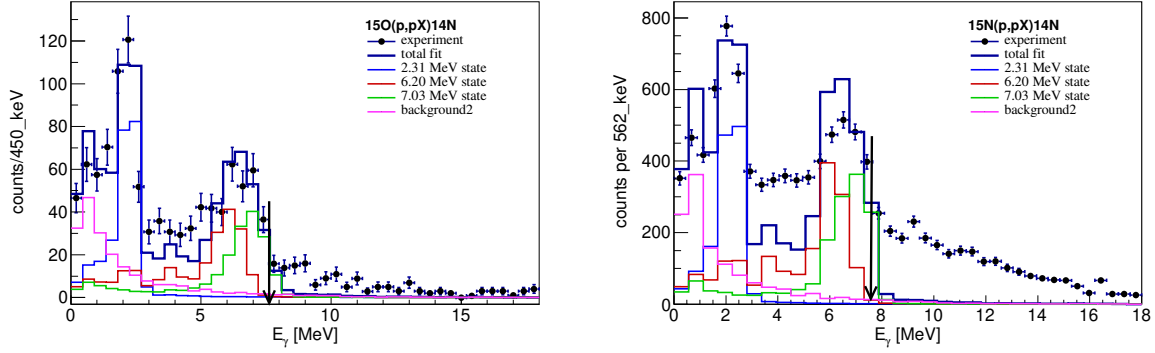 15O(p,pX)14N
experiment
total fit
2.31 MeV state
6.20 MeV state
7.03 MeV state
background2
counts/450_keV
120
100
80
60
40
20
0
0
5
10
15
Eγ [MeV]
15N(p,pX)14N
experiment
total fit
2.31 MeV state
6.20 MeV state
7.03 MeV state
background2
counts per 562_keV
800
600
400
200
0
0
2
4
6
8
10
12
14
16
18
Eγ [MeV]